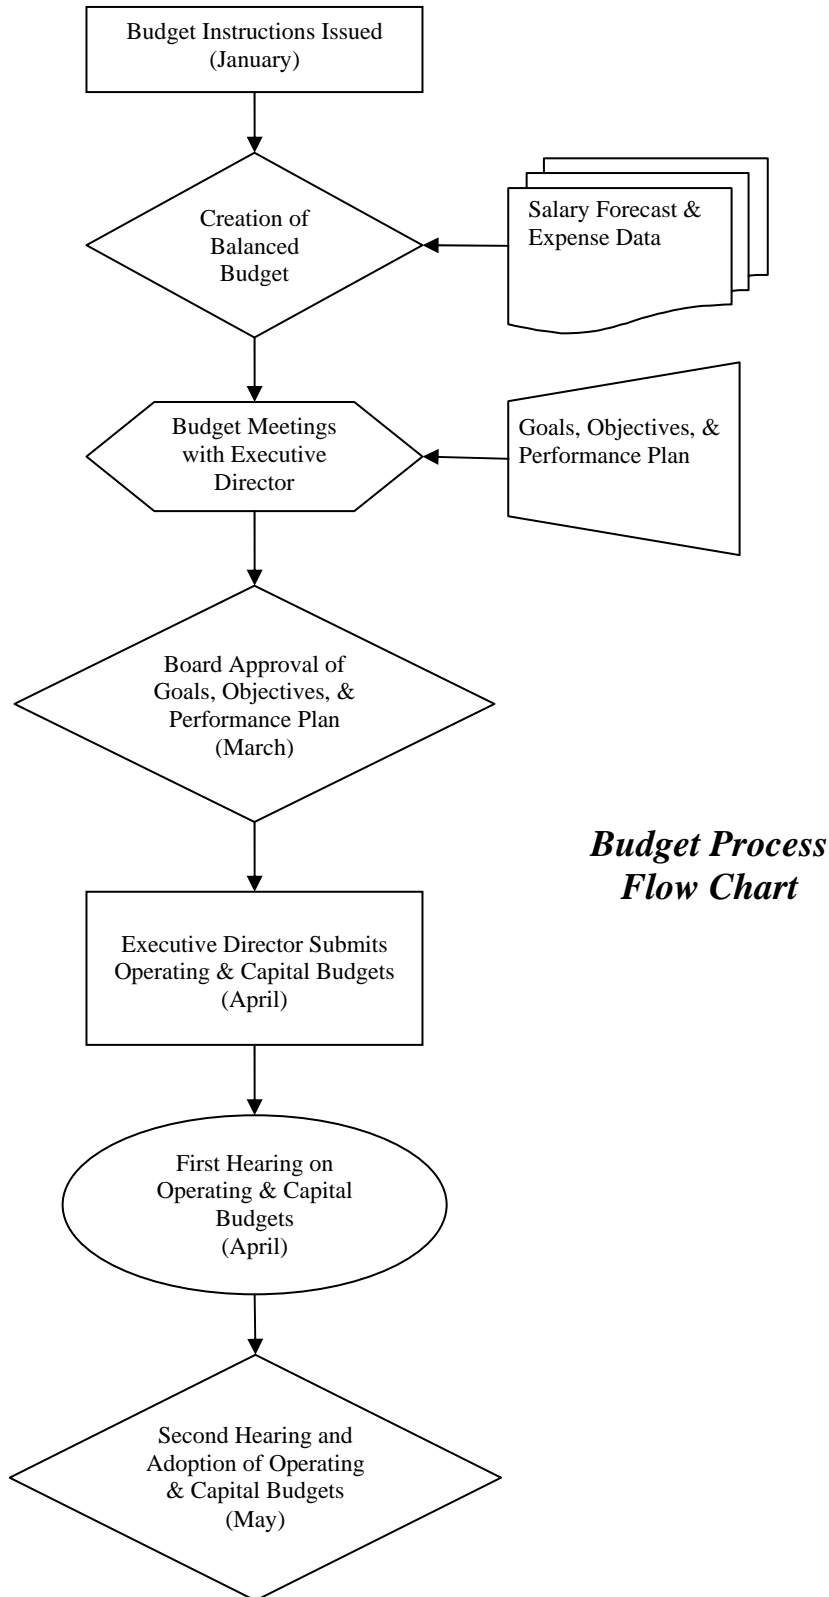 Budget Instructions Issued
(January)
Creation of
Balanced
Budget
Salary Forecast &
Expense Data
Budget Meetings
with Executive
Director
Goals, Objectives, &
Performance Plan
Board Approval of
Goals, Objectives, &
Performance Plan
(March)
Budget Process
Flow Chart
Executive Director Submits
Operating & Capital Budgets
(April)
First Hearing on
Operating & Capital
Budgets
(April)
Second Hearing and
Adoption of Operating
& Capital Budgets
(May)